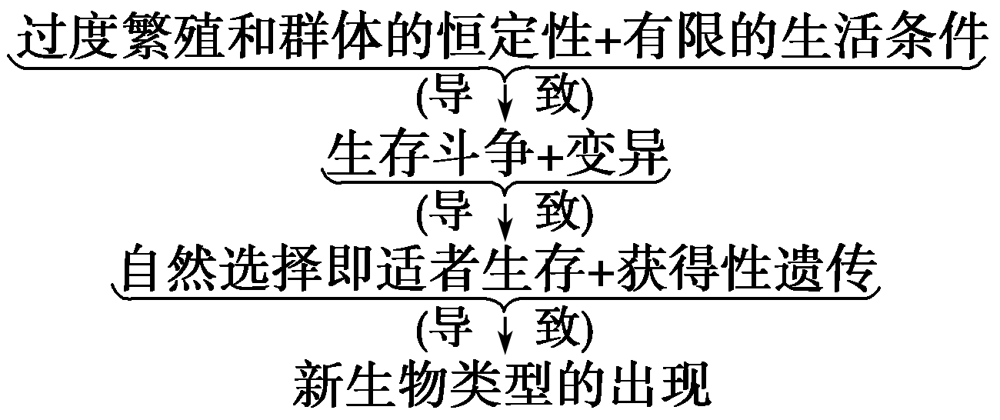 过度繁殖和群体的恒定性+有限的生活条件
(导 致)
生存斗争+变异
(导 致)
自然选择即适者生存+获得性遗传
(导 致)
新生物类型的出现